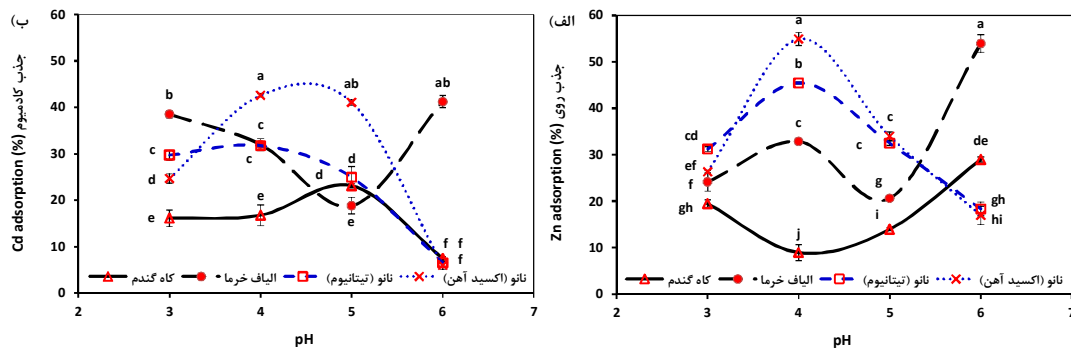 ب)
جذب کادمیوم (%) Cd adsorption
60
50
40
30
20
10
0
b
c
d
e
c
a
c
e
ab
d
d
e
ab
f
f
f
کاه گندم
الیاف خرما
نانو (تیتانیوم)
نانو (اکسید آهن)
2
3
4
5
6
7
pH
الف)
جذب روی (%) Zn adsorption
60
50
40
30
20
10
0
cd
ef
f
gh
a
b
c
j
c
c
g
i
a
de
gh
hi
کاه گندم
الیاف خرما
نانو (تیتانیوم)
نانو (اکسید آهن)
2
3
4
5
6
7
pH